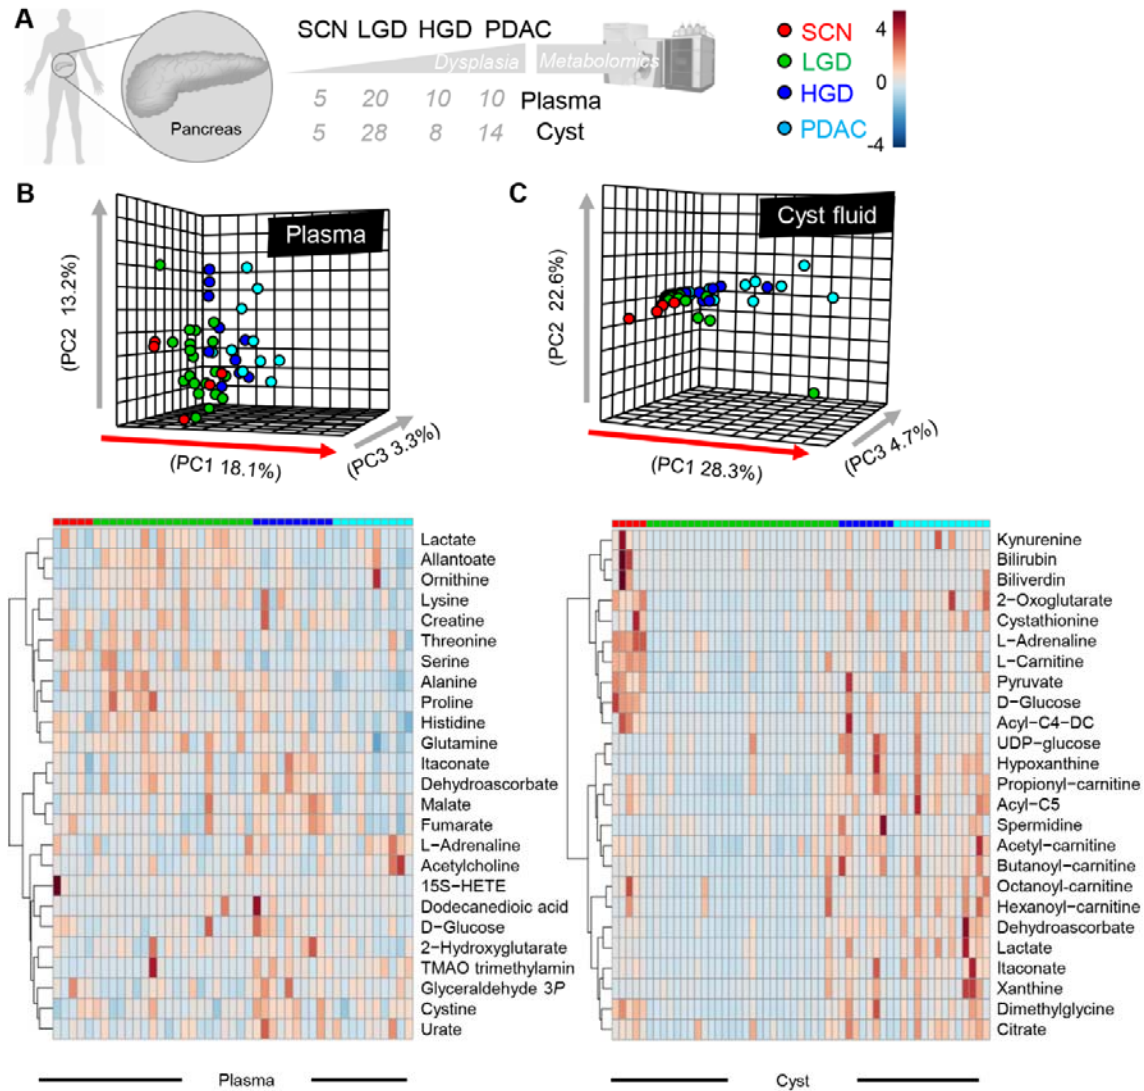 A
SCN LGD HGD PDAC
Dysplasia
Metabolomics
5 20 10 10 Plasma
5 28 8 14 Cyst
Pancreas
SCN
LGD
HGD
PDAC
4
0
-4
B
Plasma
(PC2 13.2%)
(PC1 18.1%)
(PC3 3.3%)
C
Cyst fluid
(PC2 22.6%)
(PC1 28.3%)
(PC3 4.7%)
Lactate
Allantoate
Ornithine
Lysine
Creatine
Threonine
Serine
Alanine
Proline
Histidine
Glutamine
Itaconate
Dehydroascorbate
Malate
Fumarate
L−Adrenaline
Acetylcholine
15S−HETE
Dodecanedioic acid
D−Glucose
2−Hydroxyglutarate
TMAO trimethylamin
Glyceraldehyde 3P
Cystine
Urate
Plasma
Kynurenine
Bilirubin
Biliverdin
2−Oxoglutarate
Cystathionine
L−Adrenaline
L−Carnitine
Pyruvate
D−Glucose
Acyl−C4−DC
UDP−glucose
Hypoxanthine
Propionyl−carnitine
Acyl−C5
Spermidine
Acetyl−carnitine
Butanoyl−carnitine
Octanoyl-carnitine
Hexanoyl−carnitine
Dehydroascorbate
Lactate
Itaconate
Xanthine
Dimethylglycine
Citrate
Cyst